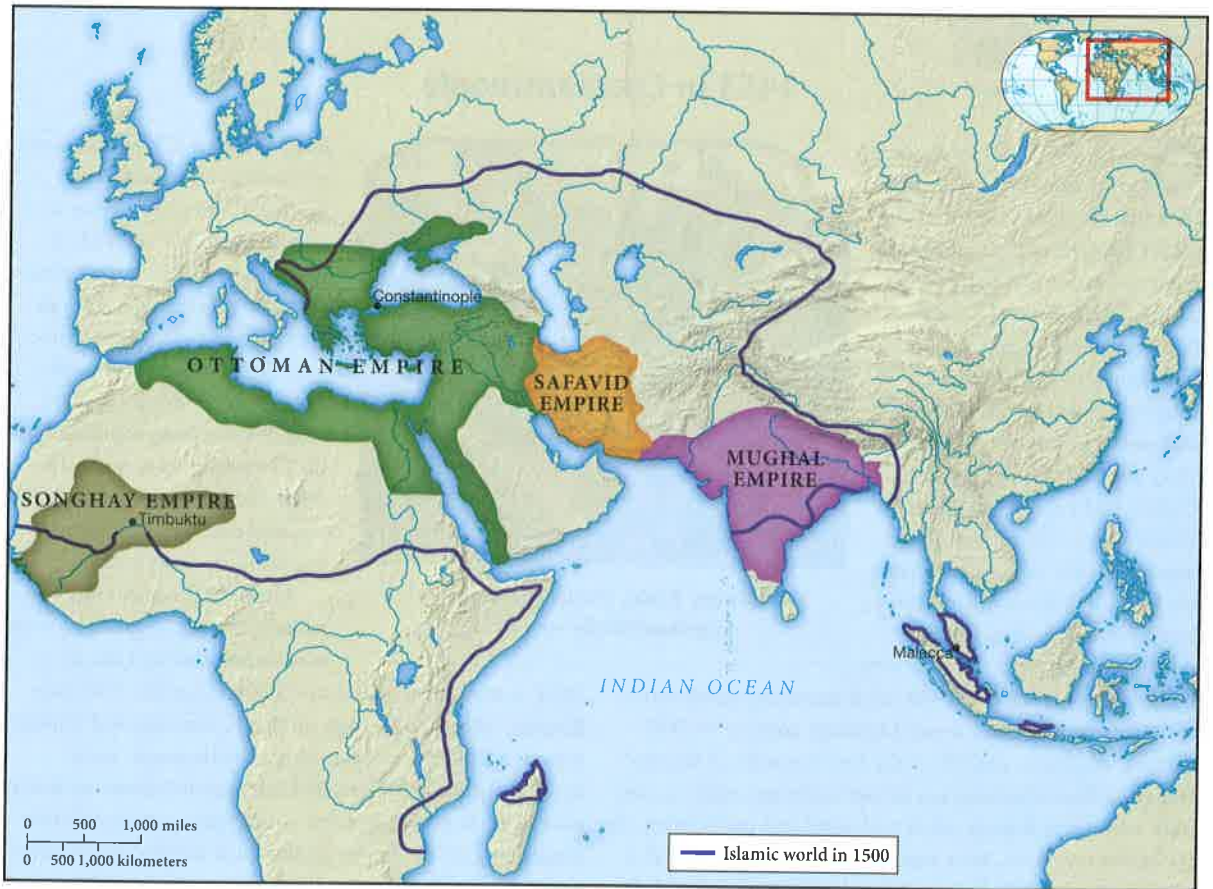 Constantinople
OTTOMAN EMPIRE
SAFAVID
EMPIRE
MUGHAL
EMPIRE
SONGHAY EMPIRE
Timbuktu
Malacca
INDIAN OCEAN
0 500 1,000 miles
0 500 1,000 kilometers
Islamic world in 1500